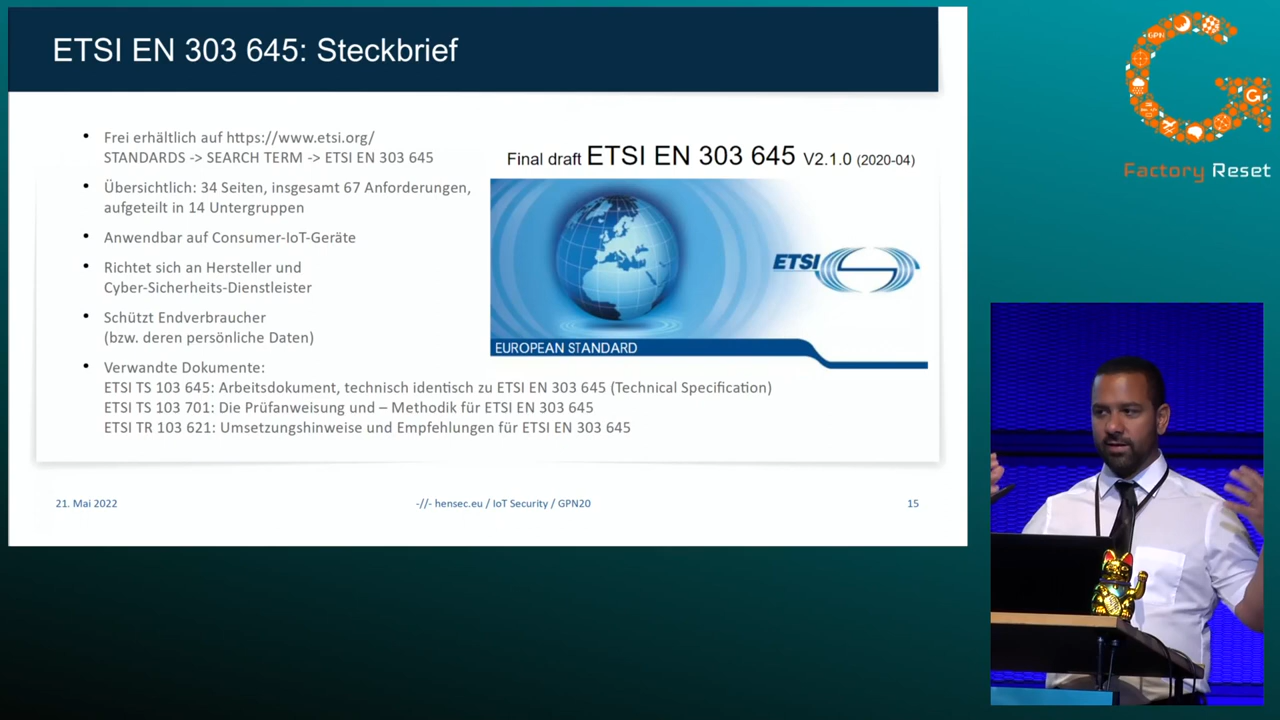 ETSI EN 303 645: Steckbrief
Frei erhältlich auf https://www.etsi.org/
STANDARDS -> SEARCH TERM -> ETSI EN 303 645
Übersichtlich: 34 Seiten, insgesamt 67 Anforderungen,
aufgeteilt in 14 Untergruppen
Anwendbar auf Consumer-IoT-Geräte
Richtet sich an Hersteller und
Cyber-Sicherheits-Dienstleister
Schützt Endverbraucher
(bzw. deren persönliche Daten)
Verwandte Dokumente:
ETSI TS 103 645: Arbeitsdokument, technisch identisch zu ETSI EN 303 645 (Technical Specification)
ETSI TS 103 701: Die Prüfanweisung und – Methodik für ETSI EN 303 645
ETSI TR 103 621: Umsetzungshinweise und Empfehlungen für ETSI EN 303 645
Final draft ETSI EN 303 645 V2.1.0 (2020-04)
ETSI
EUROPEAN STANDARD
21. Mai 2022
-//- hensec.eu / IoT Security / GPN20
15
GPN
Factory Reset